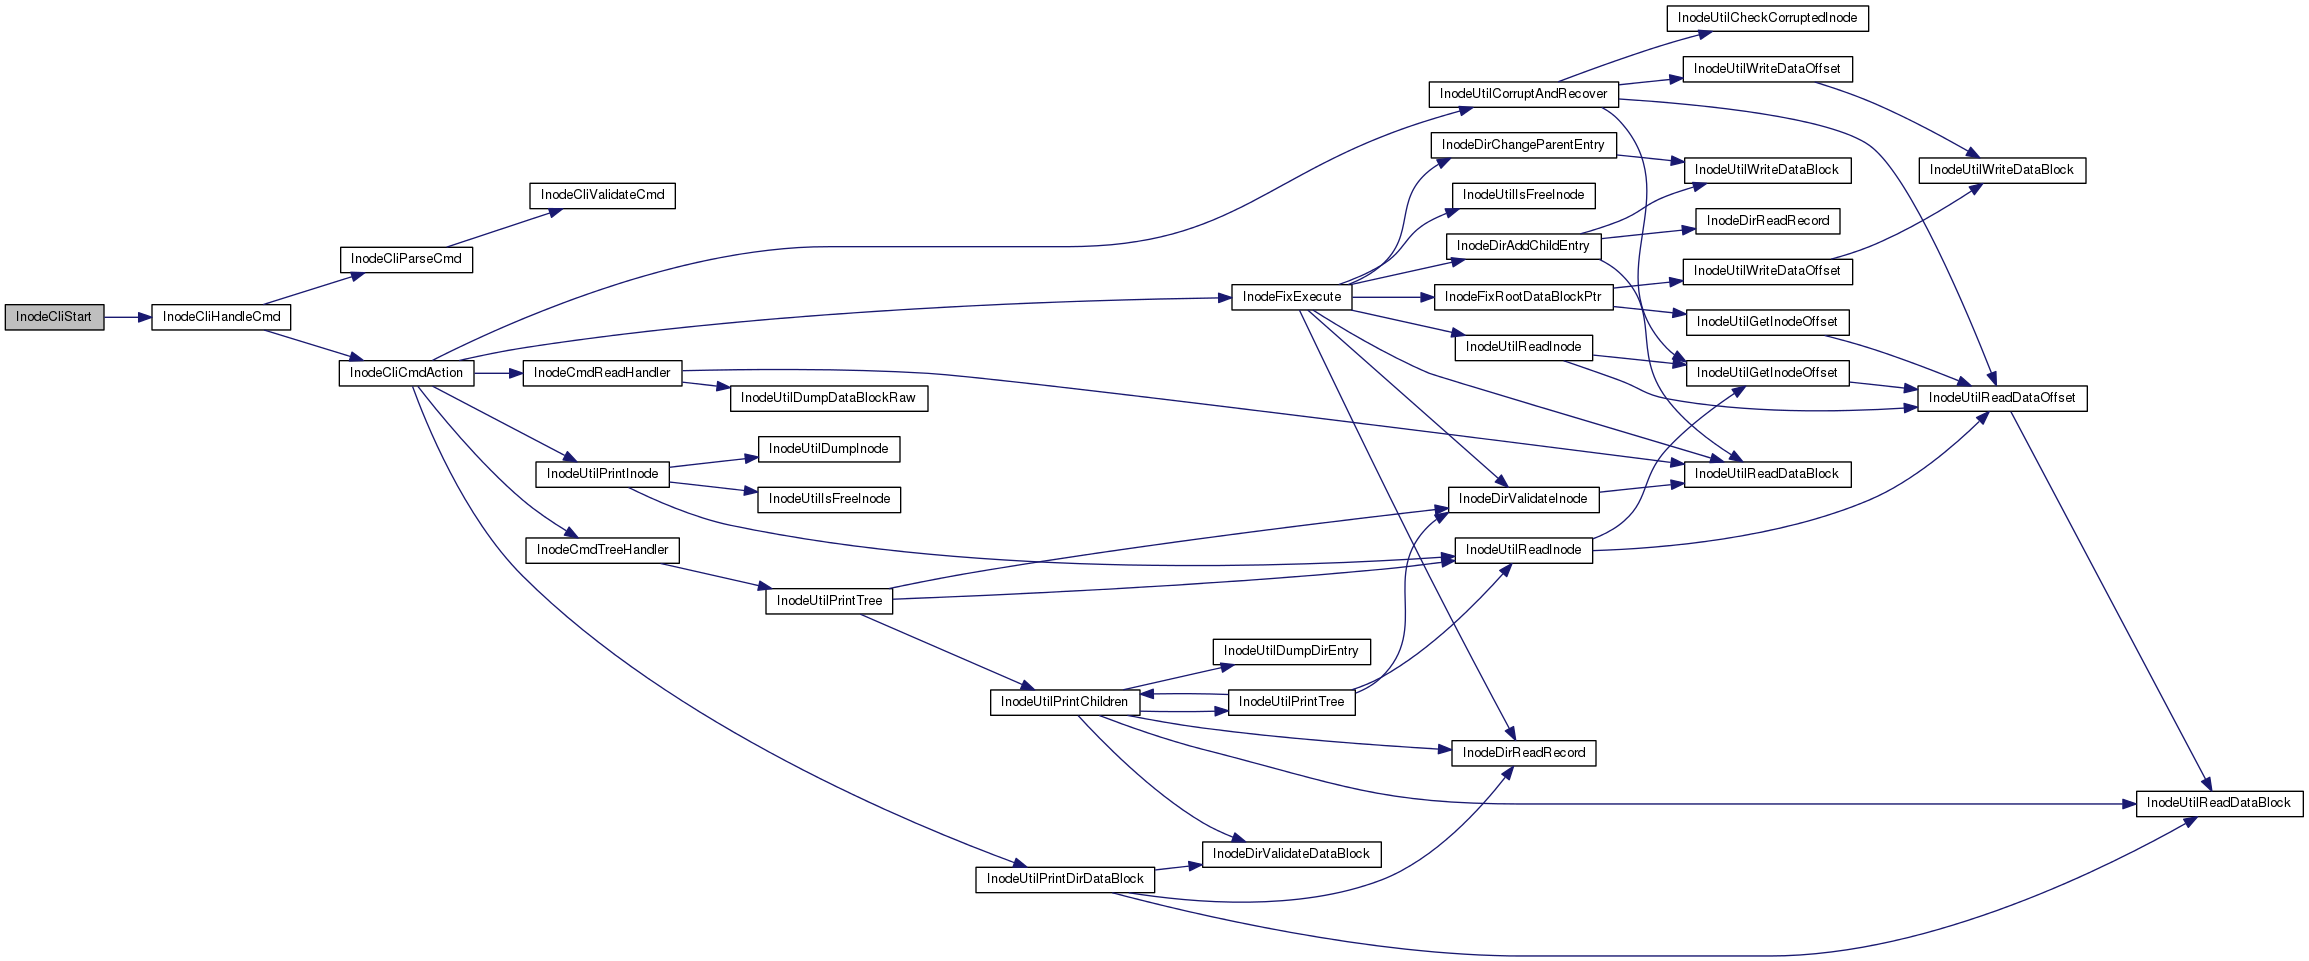 InodeUtilCheckCorruptedInode
InodeUtilWriteDataOffset
InodeUtilCorruptAndRecover
InodeDirChangeParentEntry
InodeUtilWriteDataBlock
InodeUtilWriteDataBlock
InodeCliValidateCmd
InodeUtilIsFreeInode
InodeDirReadRecord
InodeDirAddChildEntry
InodeCliParseCmd
InodeUtilWriteDataOffset
InodeFixExecute
InodeFixRootDataBlockPtr
InodeCliStart
InodeCliHandleCmd
InodeUtilGetInodeOffset
InodeUtilReadInode
InodeCliCmdAction
InodeCmdReadHandler
InodeUtilGetInodeOffset
InodeUtilDumpDataBlockRaw
InodeUtilReadDataOffset
InodeUtilDumpInode
InodeUtilPrintInode
InodeUtilReadDataBlock
InodeUtilIsFreeInode
InodeDirValidateInode
InodeCmdTreeHandler
InodeUtilReadInode
InodeUtilPrintTree
InodeUtilDumpDirEntry
InodeUtilPrintChildren
InodeUtilPrintTree
InodeDirReadRecord
InodeUtilReadDataBlock
InodeDirValidateDataBlock
InodeUtilPrintDirDataBlock